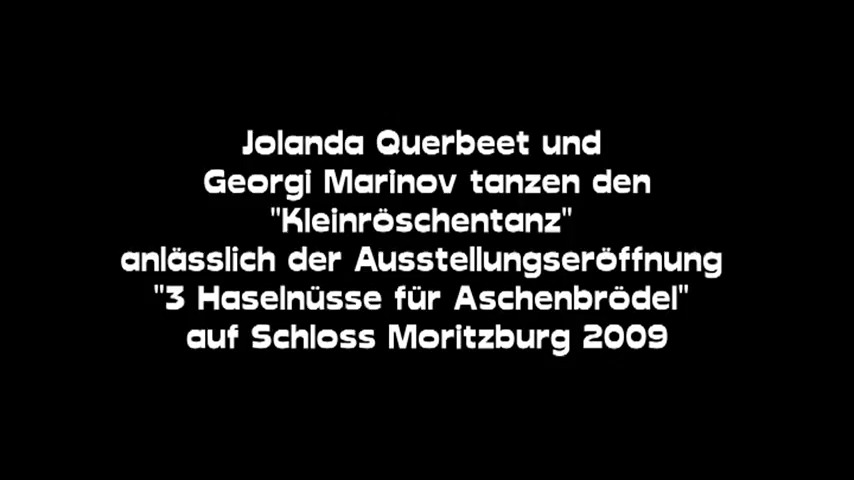 Jolanda Querbeet und
Georgi Marinov tanzen den
"Kleinröschentanz"
anlässlich der Ausstellungseröffnung
"3 Haselnüsse für Aschenbrödel"
auf Schloss Moritzburg 2009